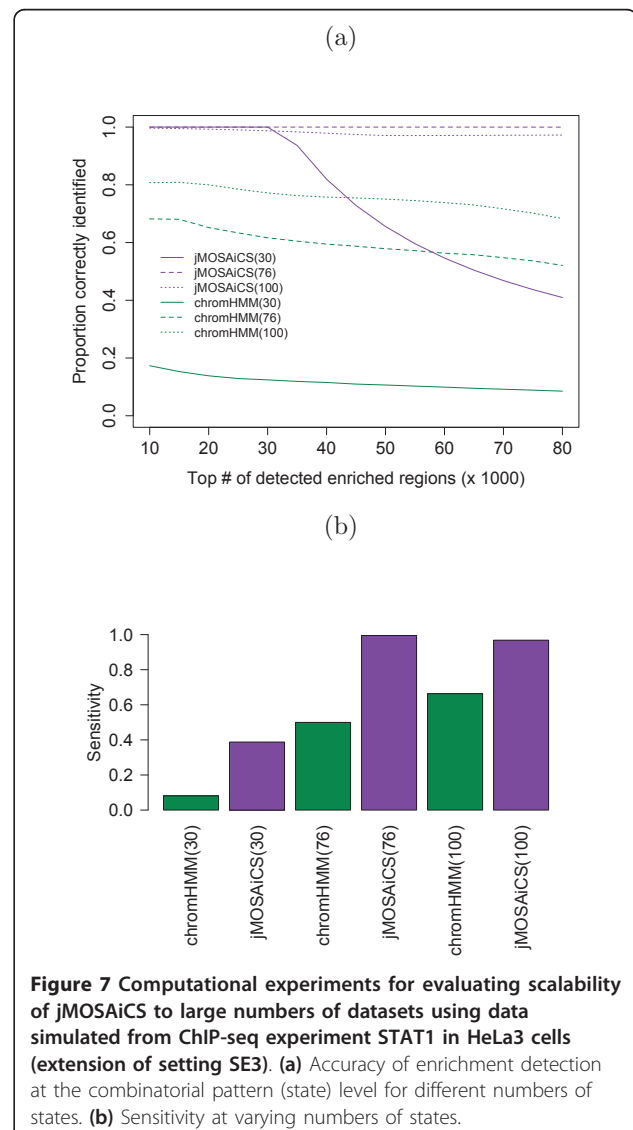 (a)
Proportion correctly identified
1.0
0.8
0.6
0.4
0.2
0.0
jMOSAiCS(30)
jMOSAiCS(76)
jMOSAiCS(100)
chromHMM(30)
chromHMM(76)
chromHMM(100)
10 20 30 40 50 60 70 80
Top # of detected enriched regions (x 1000)
(b)
Sensitivity
1.0
0.8
0.6
0.4
0.2
0.0
chromHMM(30)
jMOSAiCS(30)
chromHMM(76)
jMOSAiCS(76)
chromHMM(100)
jMOSAiCS(100)
Figure 7 Computational experiments for evaluating scalability
of jMOSAiCS to large numbers of datasets using data
simulated from ChIP-seq experiment STAT1 in HeLa3 cells
(extension of setting SE3). (a) Accuracy of enrichment detection
at the combinatorial pattern (state) level for different numbers of
states. (b) Sensitivity at varying numbers of states.